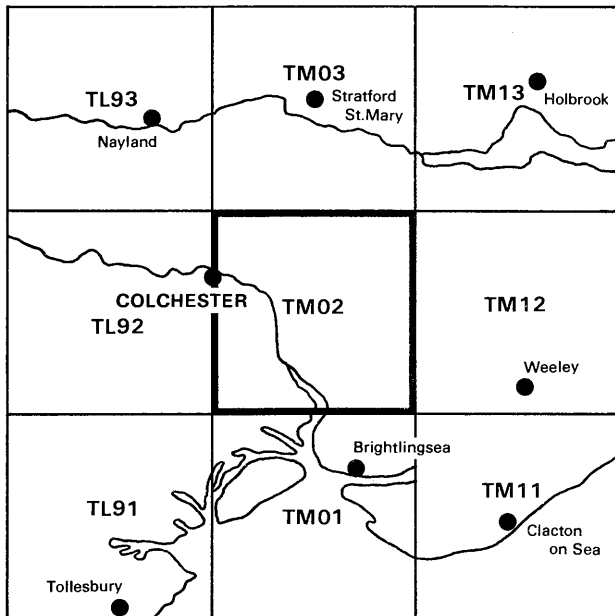 TM03
TL93
Stratford
St.Mary
TM13
Holbrook
Nayland
COLCHESTER
TM02
TM12
TL92
Weeley
Brightlingsea
TL91
TM01
TM11
Clacton
on Sea
Tollesbury